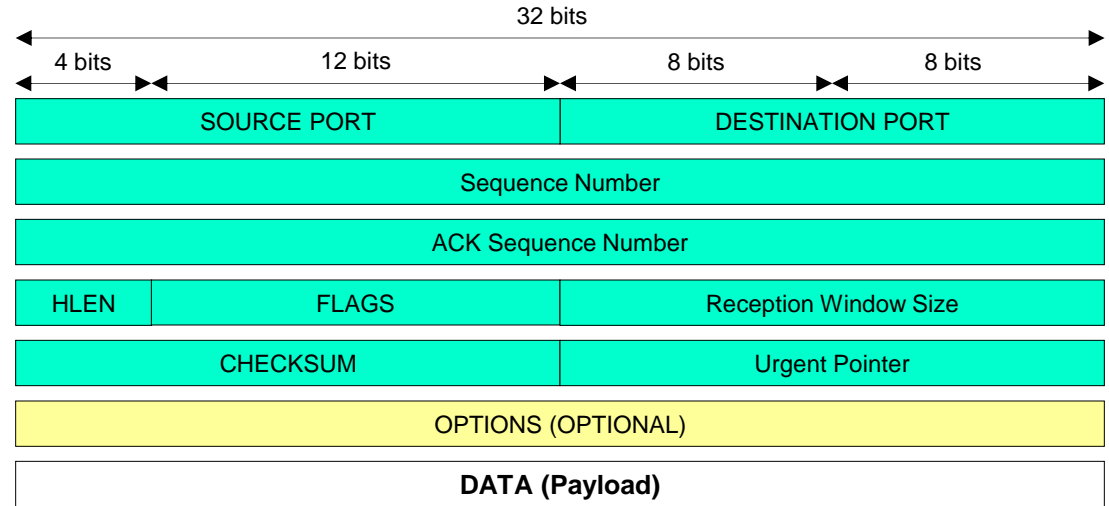 32 bits
4 bits 12 bits 8 bits 8 bits
SOURCE PORT DESTINATION PORT
Sequence Number
ACK Sequence Number
HLEN FLAGS Reception Window Size
CHECKSUM Urgent Pointer
OPTIONS (OPTIONAL)
DATA (Payload)